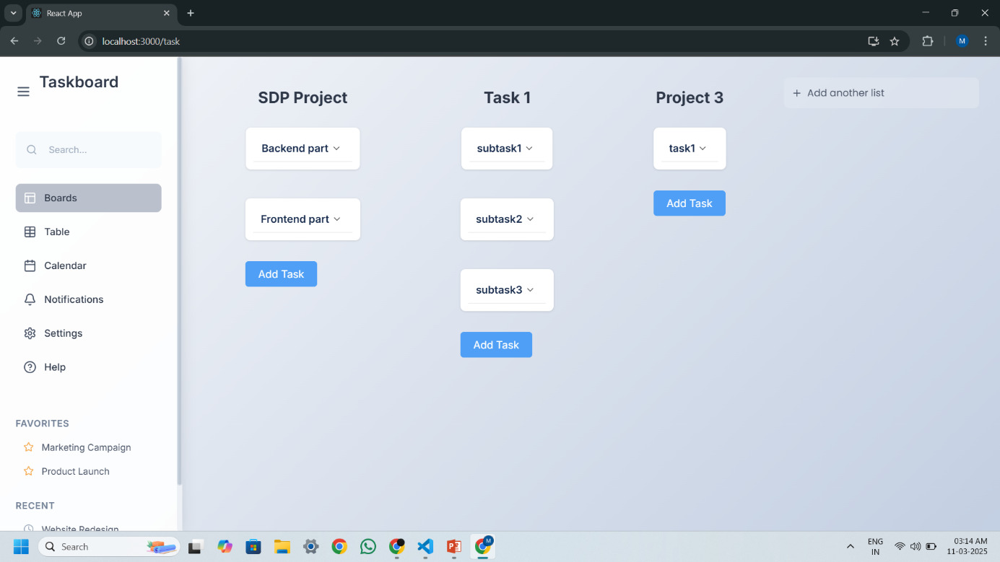 React App
localhost:3000/task
M
Taskboard
Search...
Boards
Table
Calendar
Notifications
Settings
Help
FAVORITES
Marketing Campaign
Product Launch
RECENT
Website Redesign
SDP Project
Backend part
Frontend part
Add Task
Task 1
subtask1
subtask2
subtask3
Add Task
Project 3
task1
Add Task
+ Add another list
Search
M
ENG
IN
03:14 AM
11-03-2025